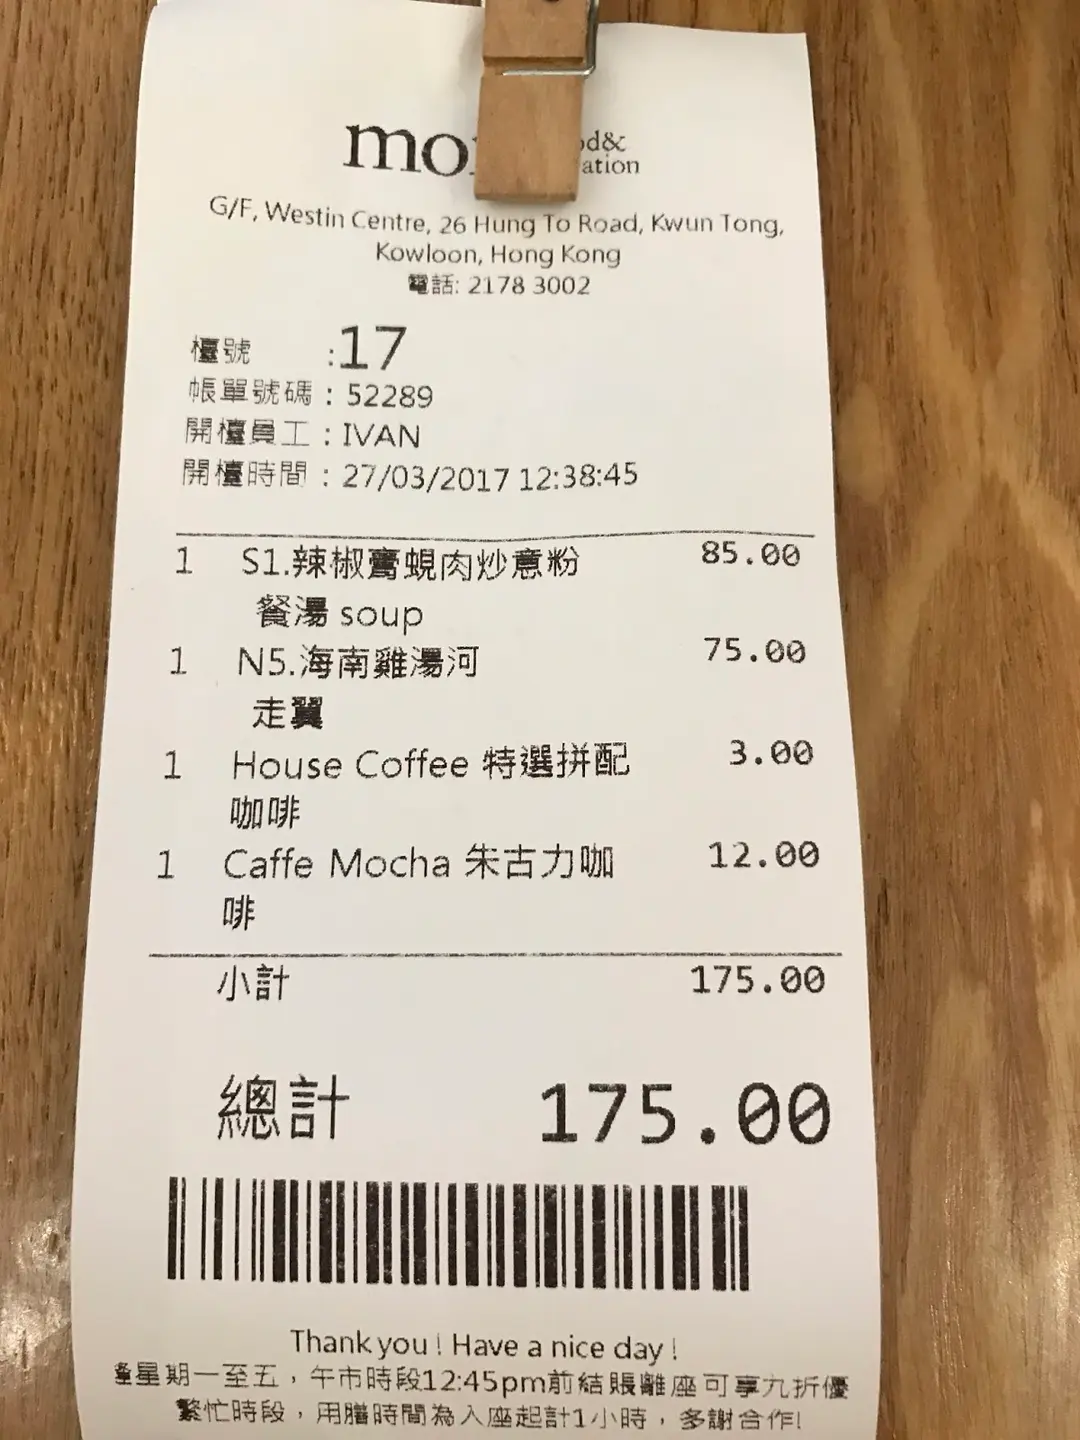 G/F, Westin Centre, 26 Hung To Road, Kwun Tong,
Kowloon, Hong Kong
電話: 2178 3002
檯號 :17
帳單號碼 : 52289
開檯員工 : IVAN
開檯時間 : 27/03/2017 12:38:45
1 S1.辣椒膏蜆肉炒意粉 85.00
餐湯 soup
1 N5.海南雞湯河 75.00
走翼
1 House Coffee 特選拼配 3.00
咖啡
1 Caffe Mocha 朱古力咖 12.00
啡
小計 175.00
總計 175.00
Thank you ! Have a nice day !
逢星期一至五，午市時段12:45pm前結賬離座可享九折優
繁忙時段，用膳時間為入座起計1小時，多謝合作!